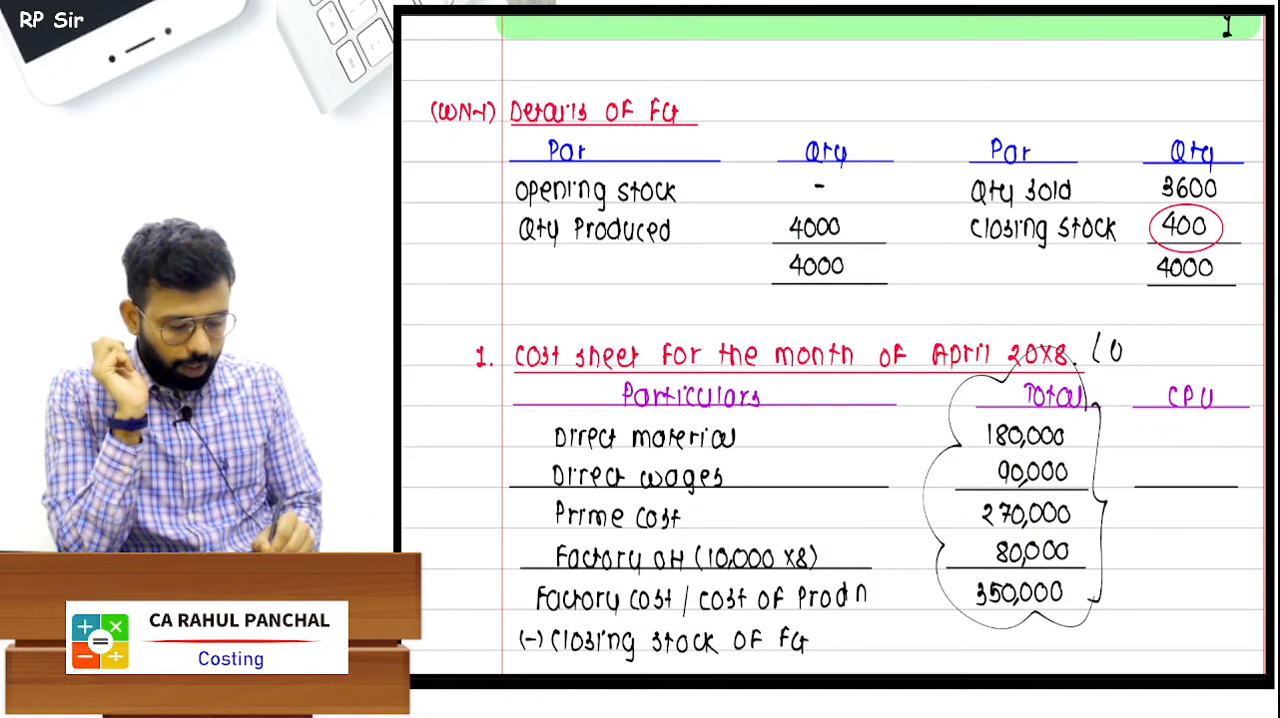 RP Sir
(WN-1) Details of FG
Par Qty Par Qty
Opening stock - Qty sold 3600
Qty Produced 4000 Closing stock 400
4000 4000
1. Cost sheet for the month of April 20X8. (0
Particulars Total CPU
Direct material 180,000
Direct wages 90,000
Prime cost 270,000
Factory OH (10,000 X8) 80,000
Factory cost / cost of Prodn 350,000
(-) Closing stock of FG
CA RAHUL PANCHAL
Costing